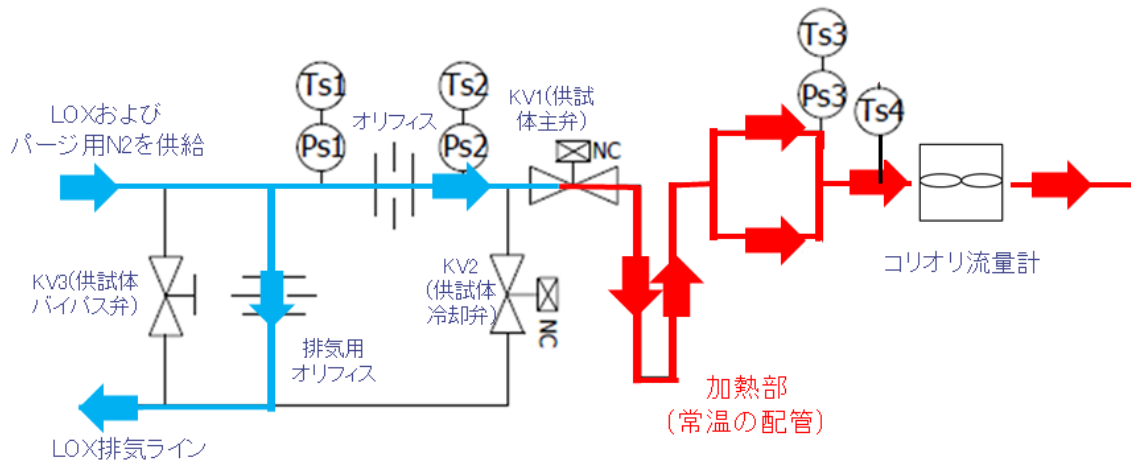 Ts3
Ts1
Ts2
KV1(供試
体主弁)
Ps3
Ts4
LOXおよび
パージ用N2を供給
オリフィス
Ps1
Ps2
NC
KV3(供試体
バイパス弁)
KV2
(供試体
冷却弁)
NC
コリオリ流量計
排気用
オリフィス
加熱部
(常温の配管)
LOX排気ライン